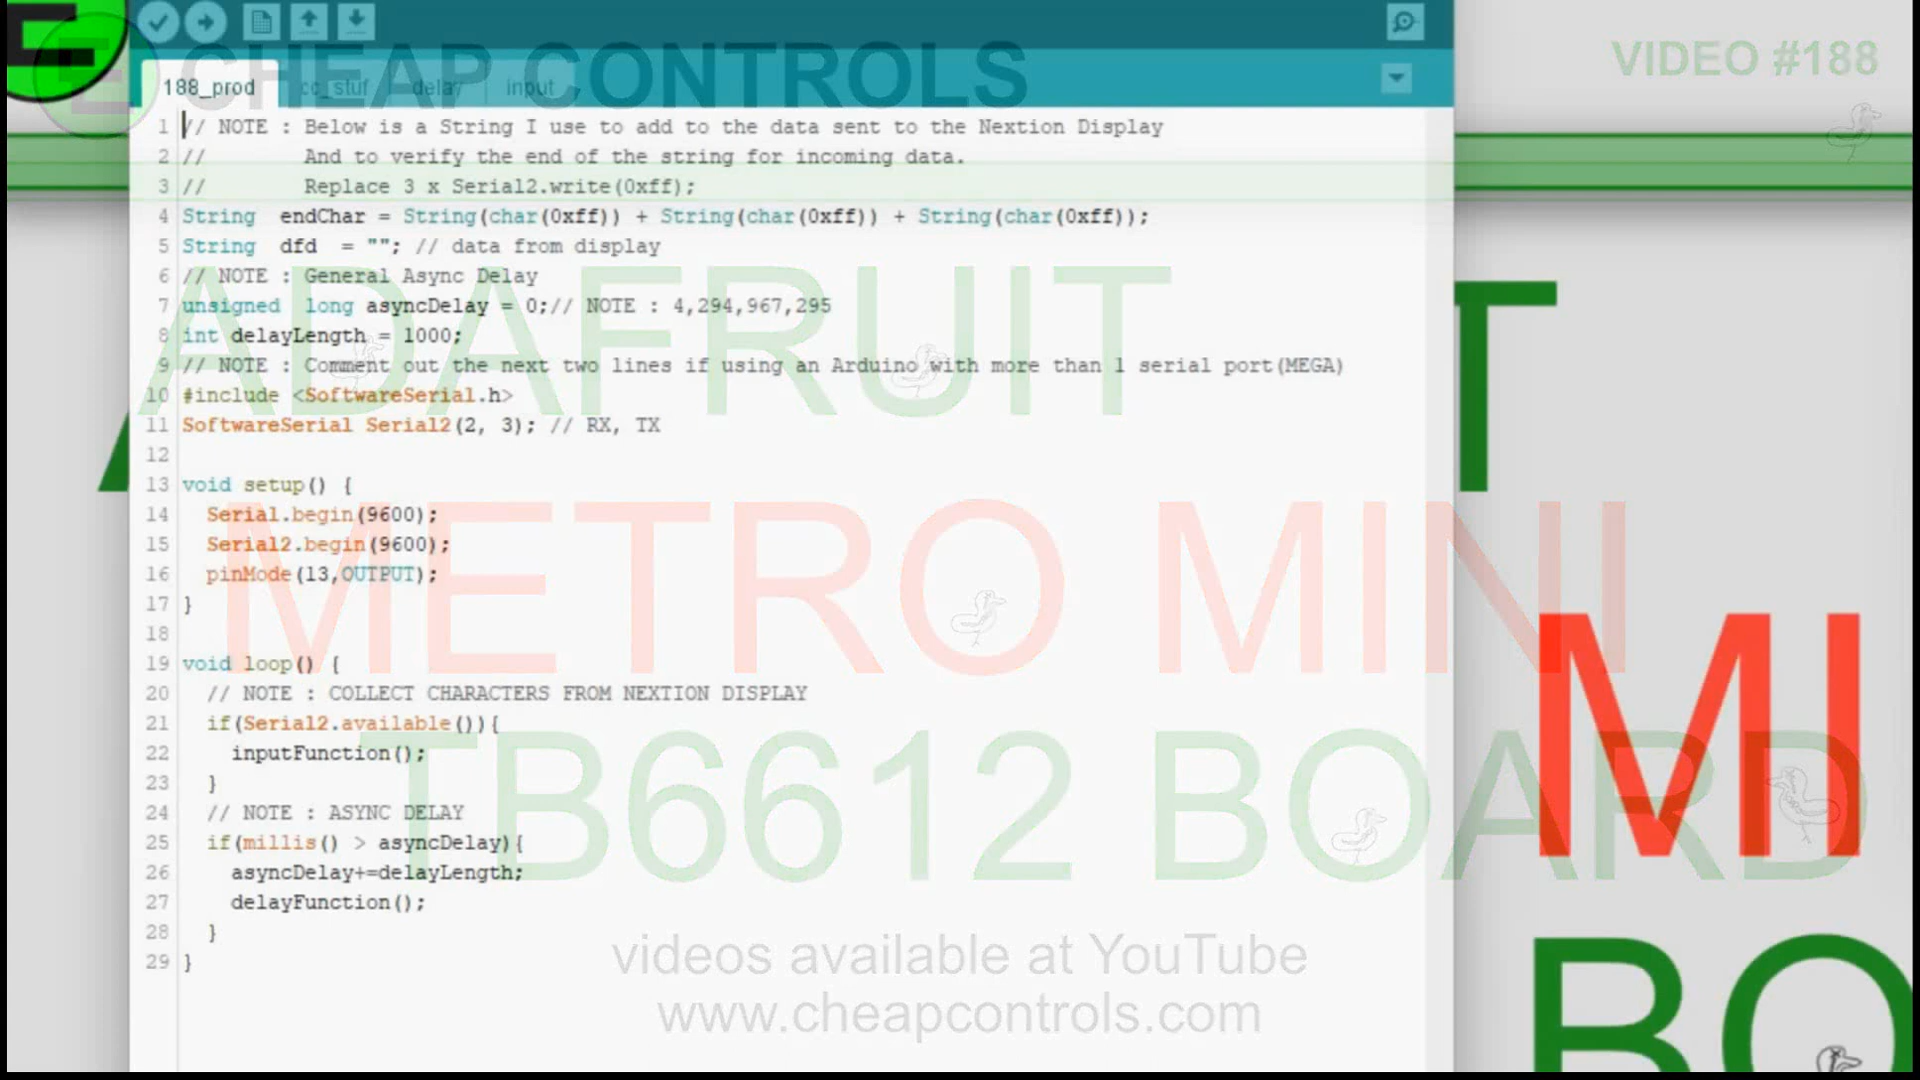 CHEAP CONTROLS
VIDEO #188
188_prod cc_stuf delay input
1 // NOTE : Below is a String I use to add to the data sent to the Nextion Display
2 // And to verify the end of the string for incoming data.
3 // Replace 3 x Serial2.write(0xff);
4 String endChar = String(char(0xff)) + String(char(0xff)) + String(char(0xff));
5 String dfd = ""; // data from display
6 // NOTE : General Async Delay
7 unsigned long asyncDelay = 0;// NOTE : 4,294,967,295
8 int delayLength = 1000;
9 // NOTE : Comment out the next two lines if using an Arduino with more than 1 serial port(MEGA)
10 #include <SoftwareSerial.h>
11 SoftwareSerial Serial2(2, 3); // RX, TX
12
13 void setup() {
14 Serial.begin(9600);
15 Serial2.begin(9600);
16 pinMode(13,OUTPUT);
17 }
18
19 void loop() {
20 // NOTE : COLLECT CHARACTERS FROM NEXTION DISPLAY
21 if(Serial2.available()){
22 inputFunction();
23 }
24 // NOTE : ASYNC DELAY
25 if(millis() > asyncDelay){
26 asyncDelay+=delayLength;
27 delayFunction();
28 }
29 }
ADAFRUIT
METRO MINI
TB6612 BOARD
videos available at YouTube
www.cheapcontrols.com
T
MI
BO